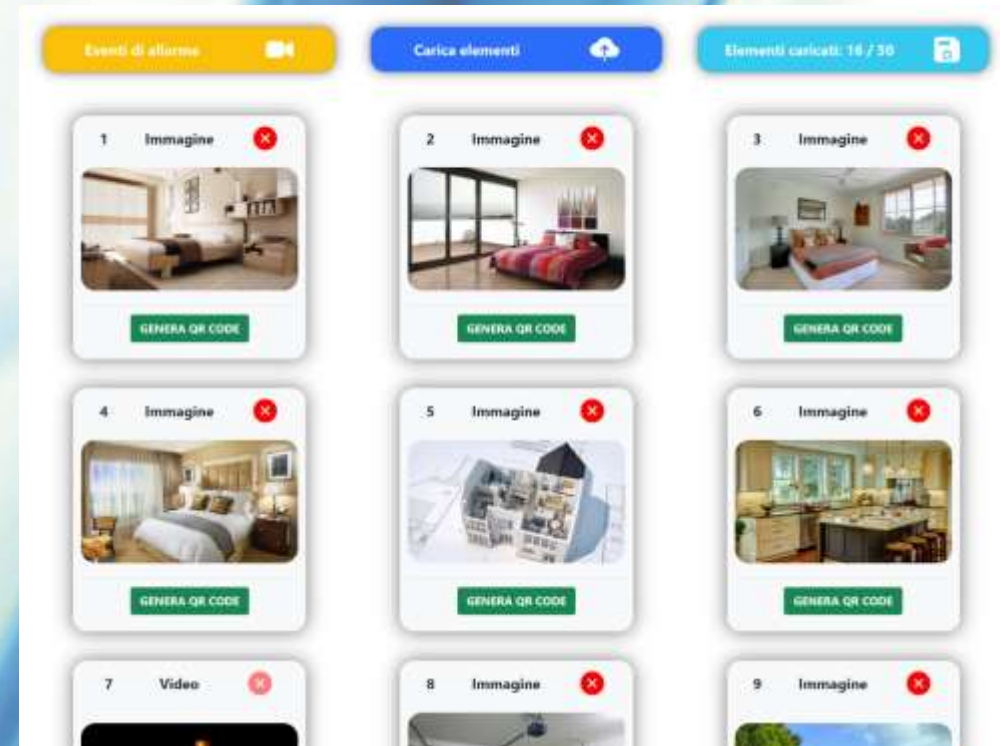 Eventi di allarme
Carica elementi
Elementi caricati: 16 / 50
1 Immagine
2 Immagine
3 Immagine
GENERA QR CODE
GENERA QR CODE
GENERA QR CODE
4 Immagine
5 Immagine
6 Immagine
GENERA QR CODE
GENERA QR CODE
GENERA QR CODE
7 Video
8 Immagine
9 Immagine